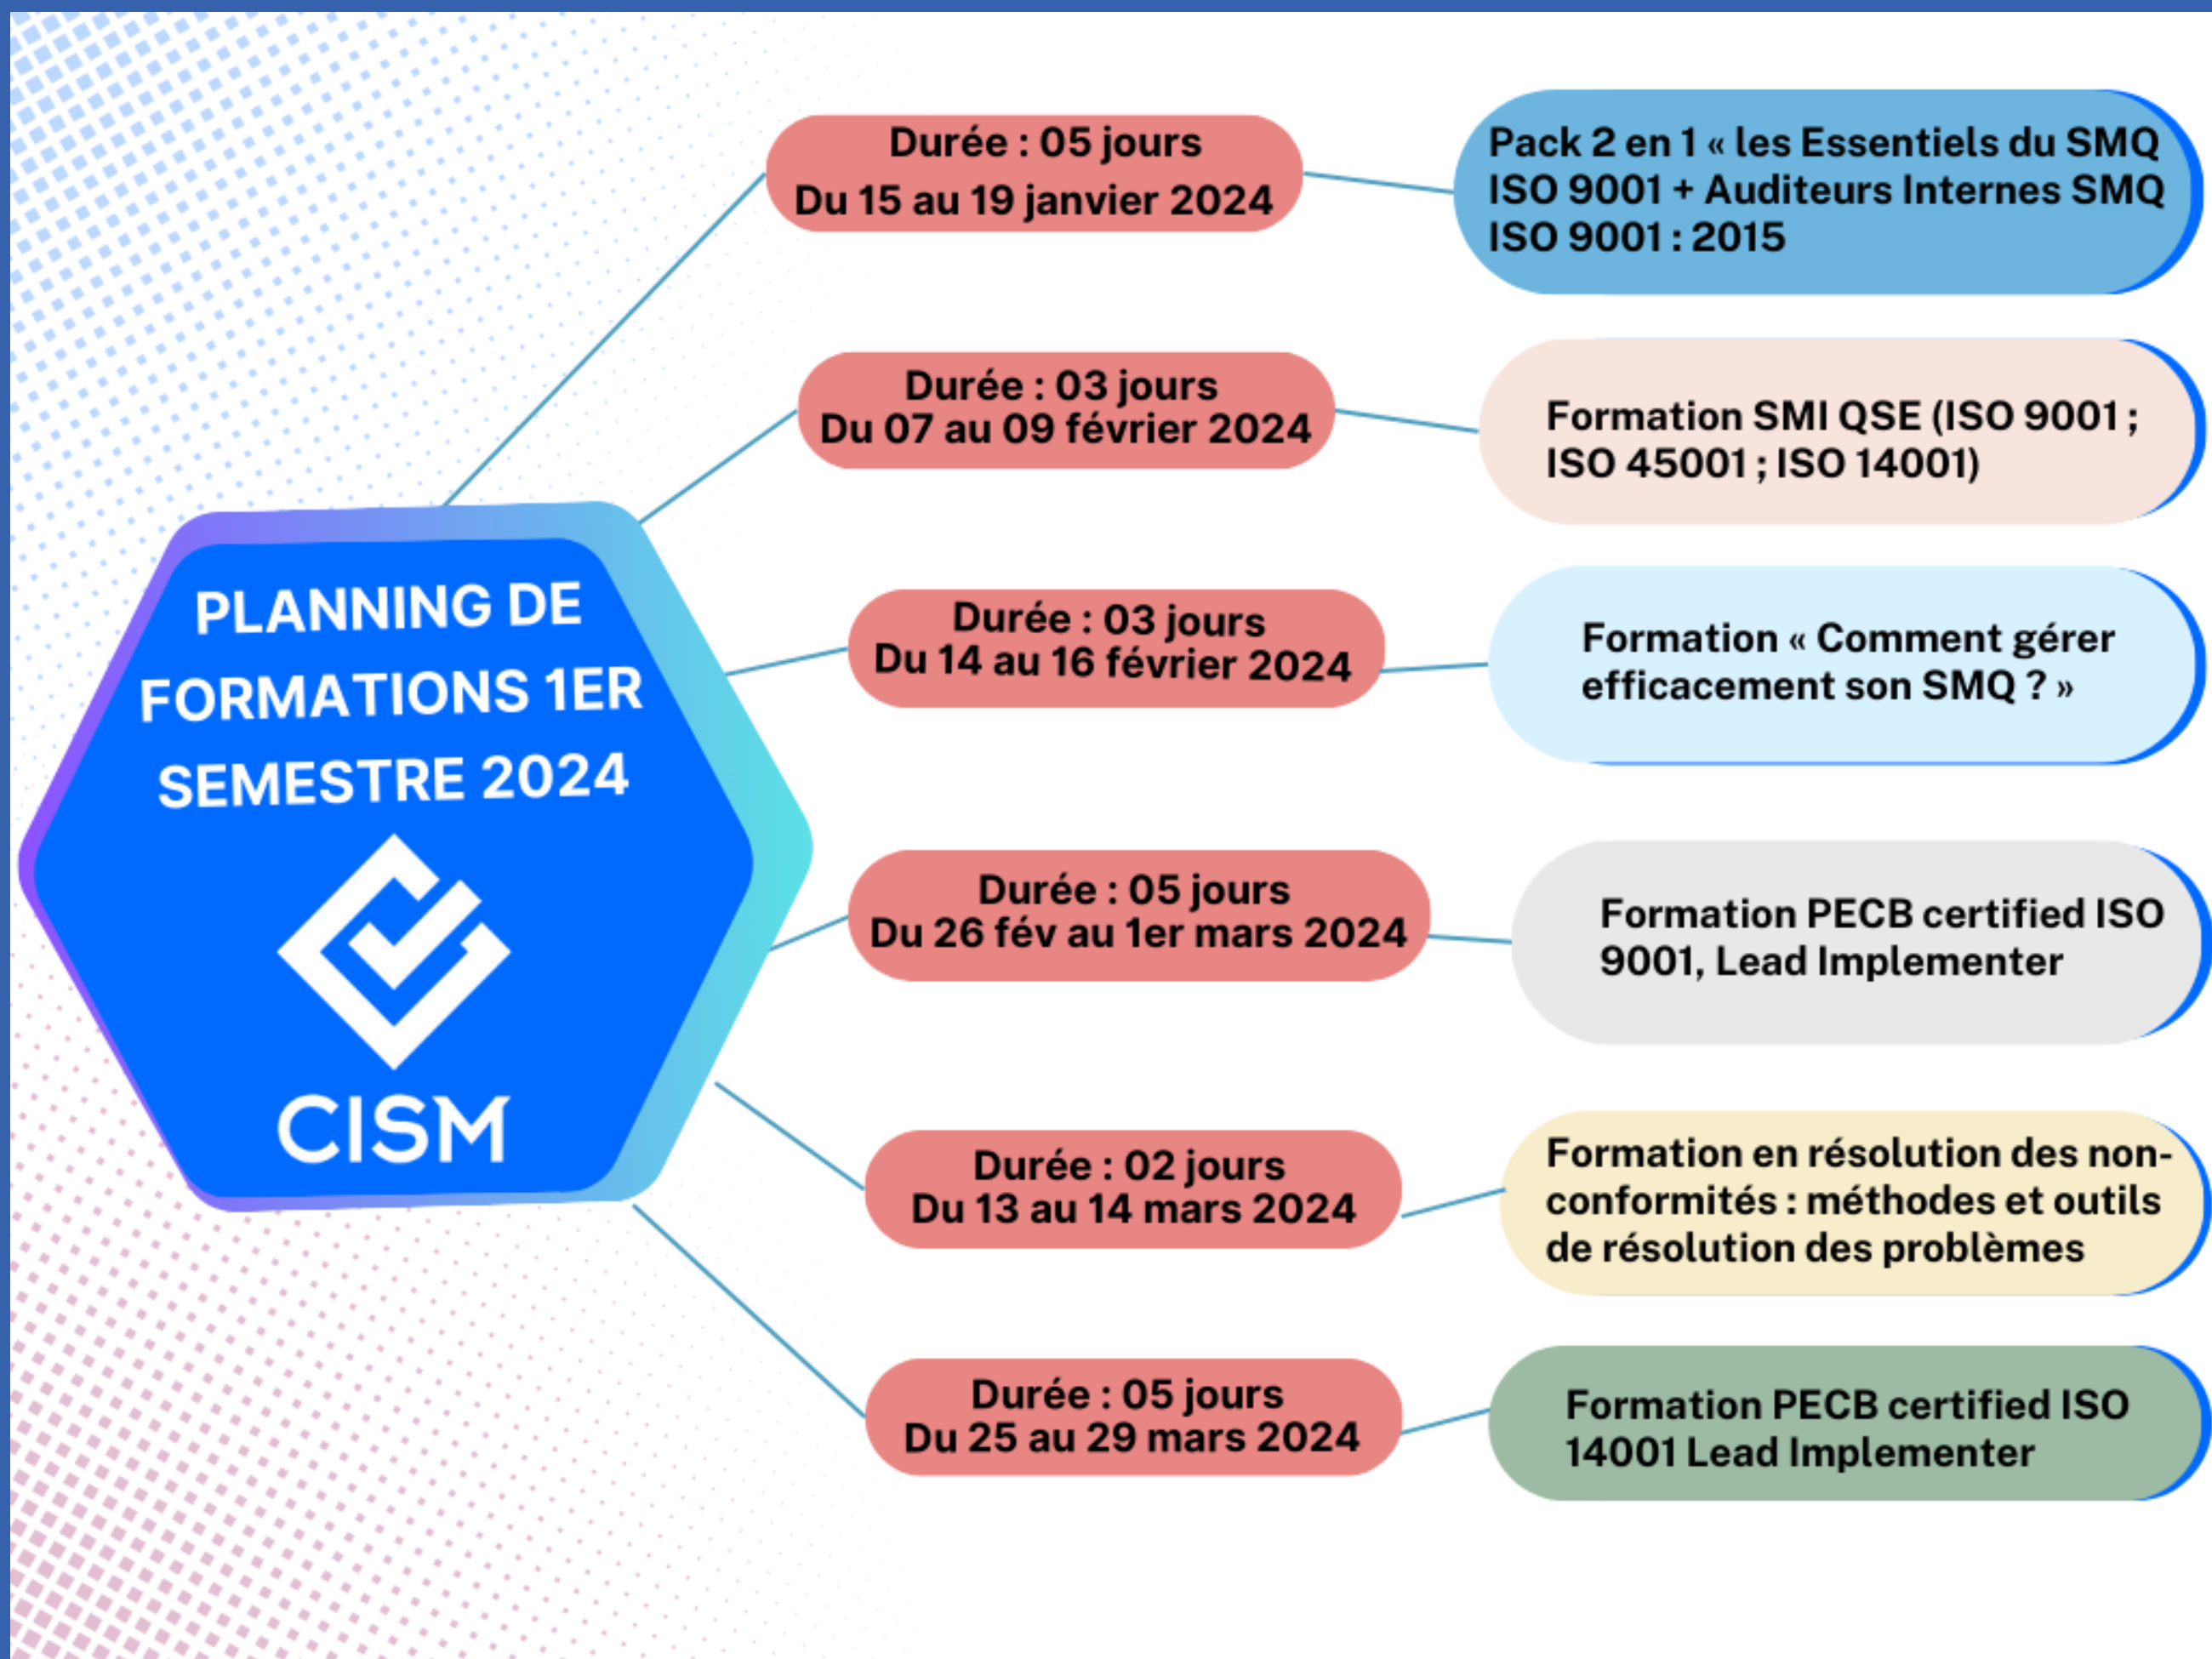 PLANNING DE
FORMATIONS 1ER
SEMESTRE 2024
CISM
Durée : 05 jours
Du 15 au 19 janvier 2024
Pack 2 en 1 « les Essentiels du SMQ
ISO 9001 + Auditeurs Internes SMQ
ISO 9001 : 2015
Durée : 03 jours
Du 07 au 09 février 2024
Formation SMI QSE (ISO 9001 ;
ISO 45001 ; ISO 14001)
Durée : 03 jours
Du 14 au 16 février 2024
Formation « Comment gérer
efficacement son SMQ ? »
Durée : 05 jours
Du 26 fév au 1er mars 2024
Formation PECB certified ISO
9001, Lead Implementer
Durée : 02 jours
Du 13 au 14 mars 2024
Formation en résolution des non-
conformités : méthodes et outils
de résolution des problèmes
Durée : 05 jours
Du 25 au 29 mars 2024
Formation PECB certified ISO
14001 Lead Implementer